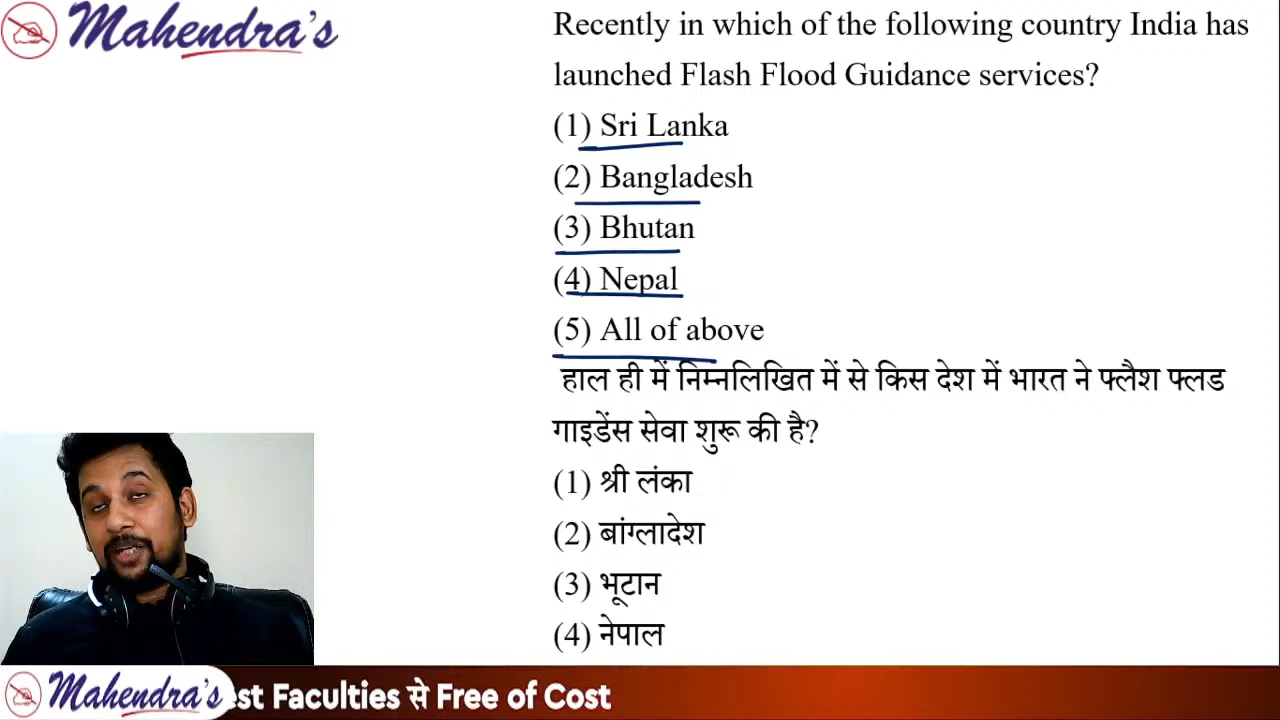 Mahendra's
Recently in which of the following country India has
launched Flash Flood Guidance services?
(1) Sri Lanka
(2) Bangladesh
(3) Bhutan
(4) Nepal
(5) All of above
हाल ही में निम्नलिखित में से किस देश में भारत ने फ्लैश फ्लड
गाइडेंस सेवा शुरू की है?
(1) श्री लंका
(2) बांग्लादेश
(3) भूटान
(4) नेपाल
Mahendra's est Faculties से Free of Cost